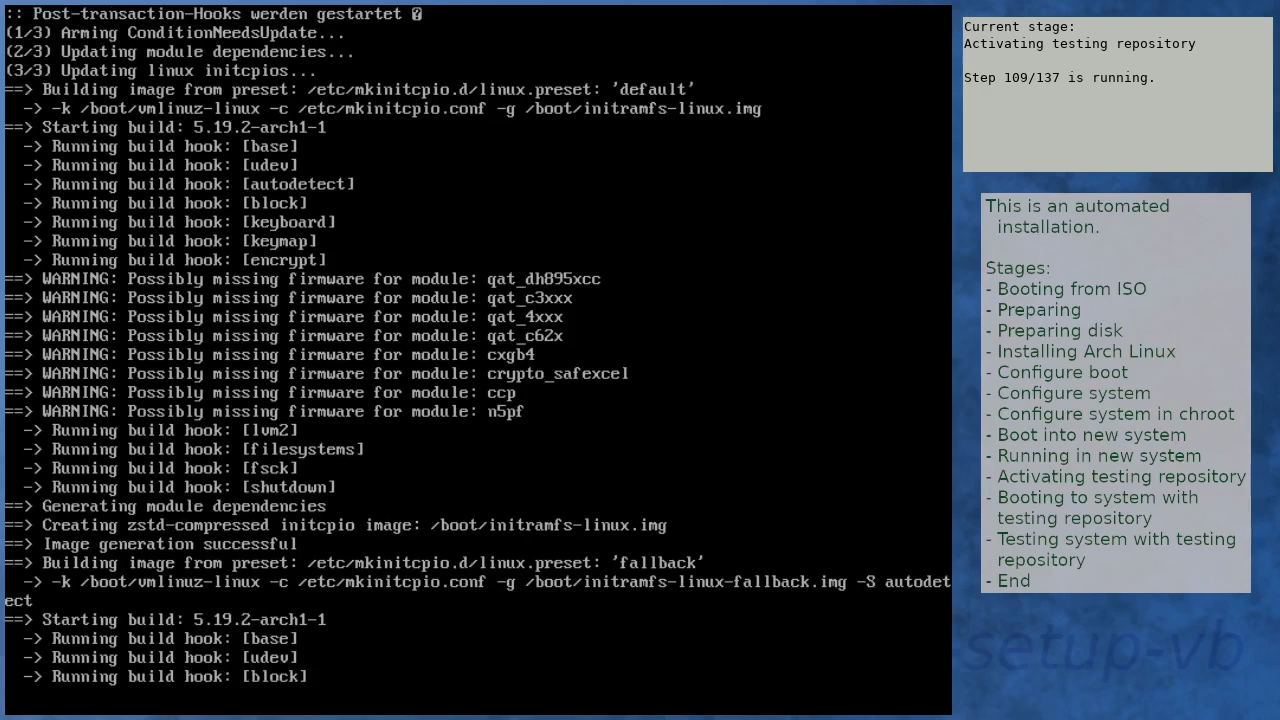 :: Post-transaction-Hooks werden gestartet
(1/3) Arming ConditionNeedsUpdate...
(2/3) Updating module dependencies...
(3/3) Updating linux initcpios...
==> Building image from preset: /etc/mkinitcpio.d/linux.preset: 'default'
  -> -k /boot/vmlinuz-linux -c /etc/mkinitcpio.conf -g /boot/initramfs-linux.img
==> Starting build: 5.19.2-arch1-1
  -> Running build hook: [base]
  -> Running build hook: [udev]
  -> Running build hook: [autodetect]
  -> Running build hook: [block]
  -> Running build hook: [keyboard]
  -> Running build hook: [keymap]
  -> Running build hook: [encrypt]
==> WARNING: Possibly missing firmware for module: qat_dh895xcc
==> WARNING: Possibly missing firmware for module: qat_c3xxx
==> WARNING: Possibly missing firmware for module: qat_4xxx
==> WARNING: Possibly missing firmware for module: qat_c62x
==> WARNING: Possibly missing firmware for module: cxgb4
==> WARNING: Possibly missing firmware for module: crypto_safexcel
==> WARNING: Possibly missing firmware for module: ccp
==> WARNING: Possibly missing firmware for module: n5pf
  -> Running build hook: [lvm2]
  -> Running build hook: [filesystems]
  -> Running build hook: [fsck]
  -> Running build hook: [shutdown]
==> Generating module dependencies
==> Creating zstd-compressed initcpio image: /boot/initramfs-linux.img
==> Image generation successful
==> Building image from preset: /etc/mkinitcpio.d/linux.preset: 'fallback'
  -> -k /boot/vmlinuz-linux -c /etc/mkinitcpio.conf -g /boot/initramfs-linux-fallback.img -S autodet
ect
==> Starting build: 5.19.2-arch1-1
  -> Running build hook: [base]
  -> Running build hook: [udev]
  -> Running build hook: [block]
Current stage:
Activating testing repository
Step 109/137 is running.
This is an automated
installation.
Stages:
- Booting from ISO
- Preparing
- Preparing disk
- Installing Arch Linux
- Configure boot
- Configure system
- Configure system in chroot
- Boot into new system
- Running in new system
- Activating testing repository
- Booting to system with
testing repository
- Testing system with testing
repository
- End
-setup-vb